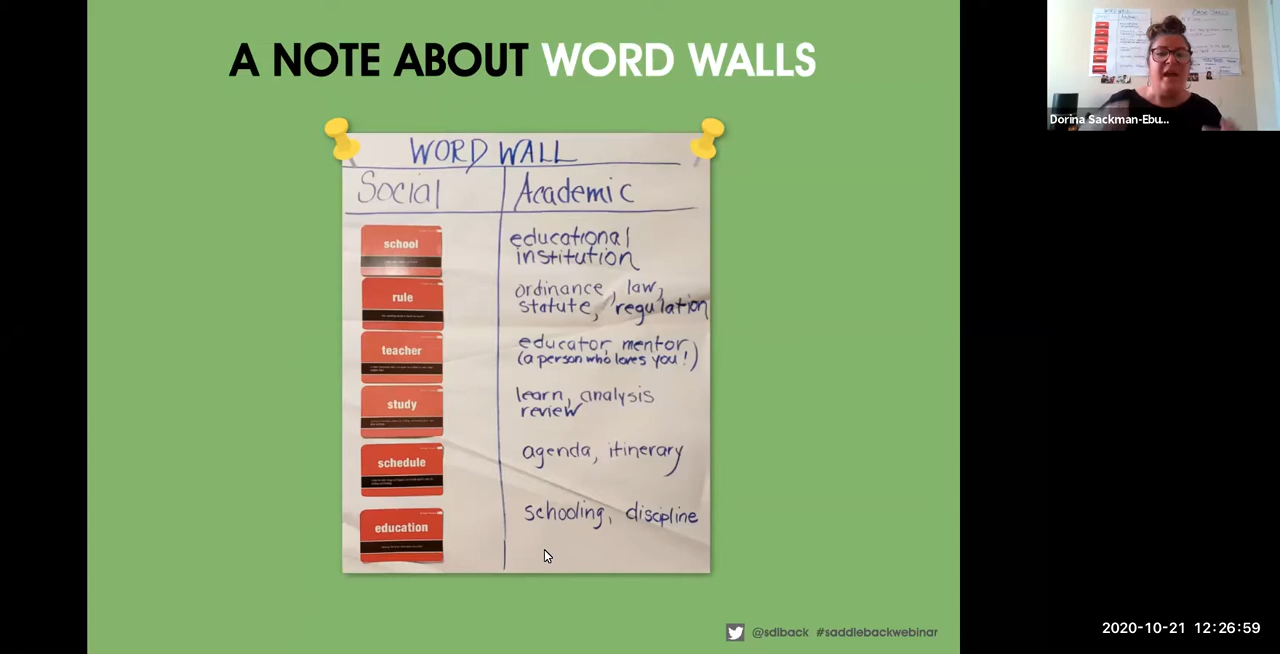 A NOTE ABOUT WORD WALLS
WORD WALL
Social
Academic
school
educational
institution
rule
ordinance, law,
statute, regulation
teacher
educator, mentor
(a person who loves you!)
study
learn, analysis
review
schedule
agenda, itinerary
education
schooling, discipline
@sdlback #saddlebackwebinar
Dorina Sackman-Ebu...
2020-10-21 12:26:59